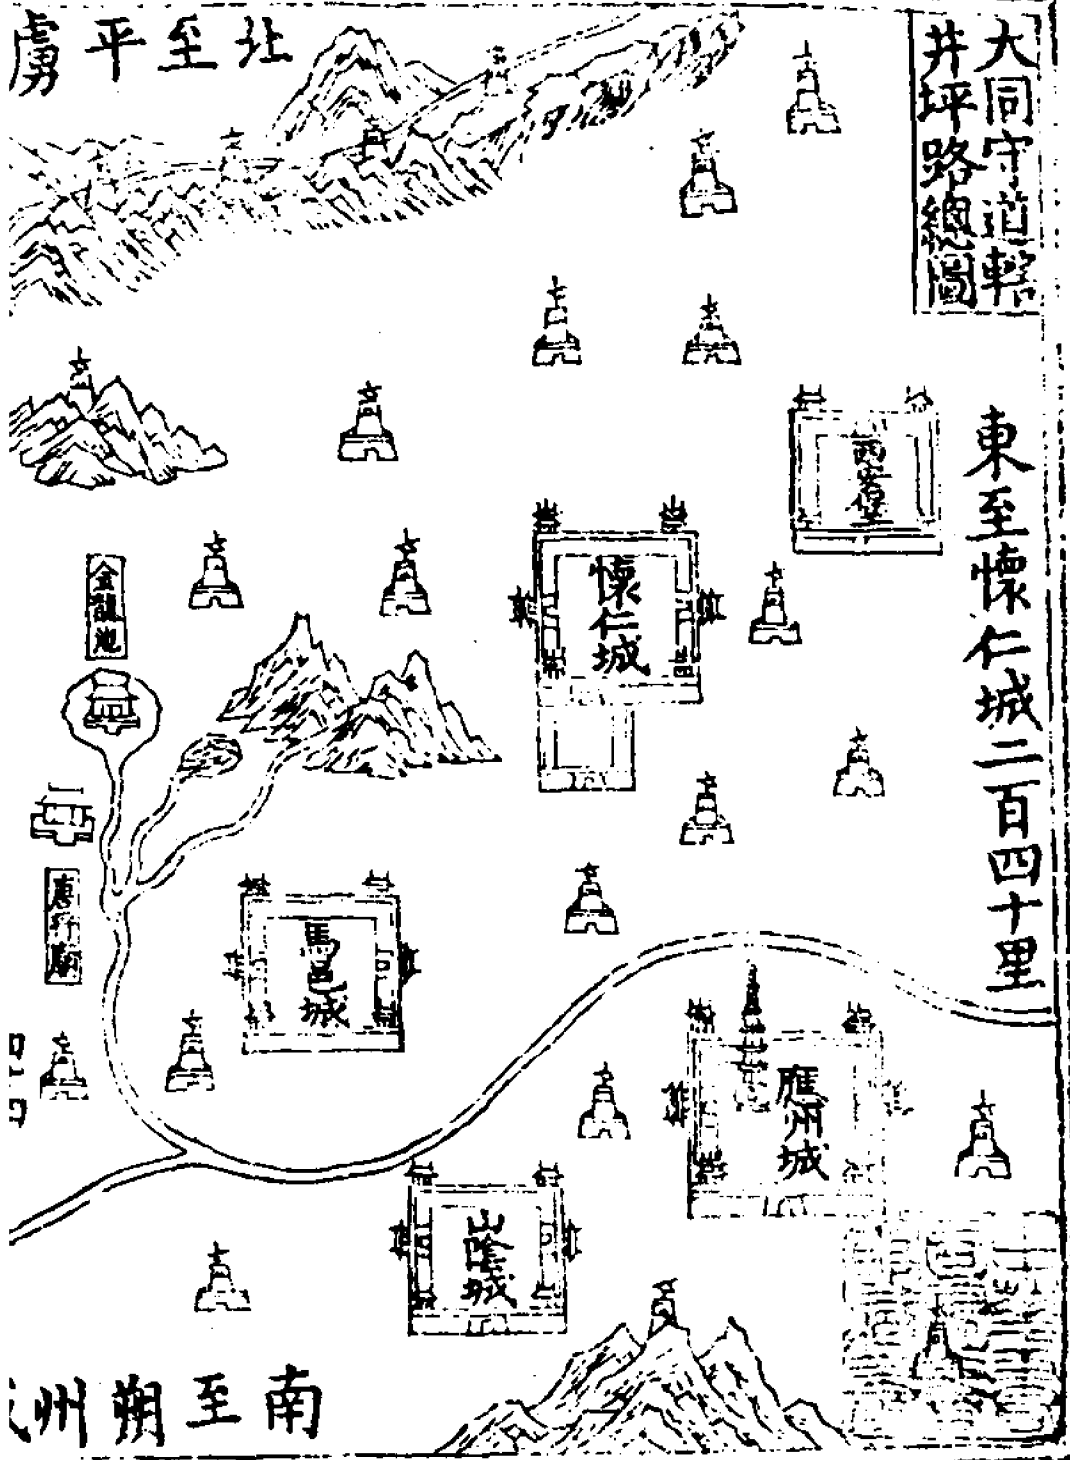 大同守道轄
井坪路總圖
東至懷仁城二百四十里
北至平虜
西安堡
懷仁城
金龍池
馬邑城
應州城
山陰城
南至朔州